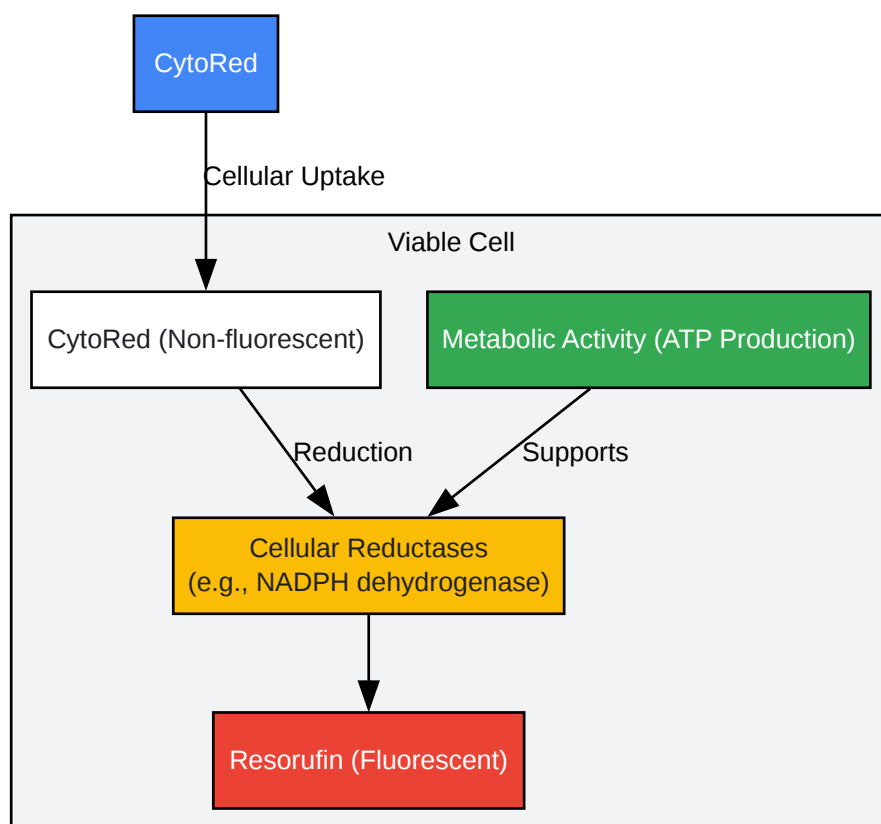 CytoRed
Cellular Uptake
Viable Cell
CytoRed (Non-fluorescent)
Metabolic Activity (ATP Production)
Reduction
Supports
Cellular Reductases
(e.g., NADPH dehydrogenase)
Resorufin (Fluorescent)